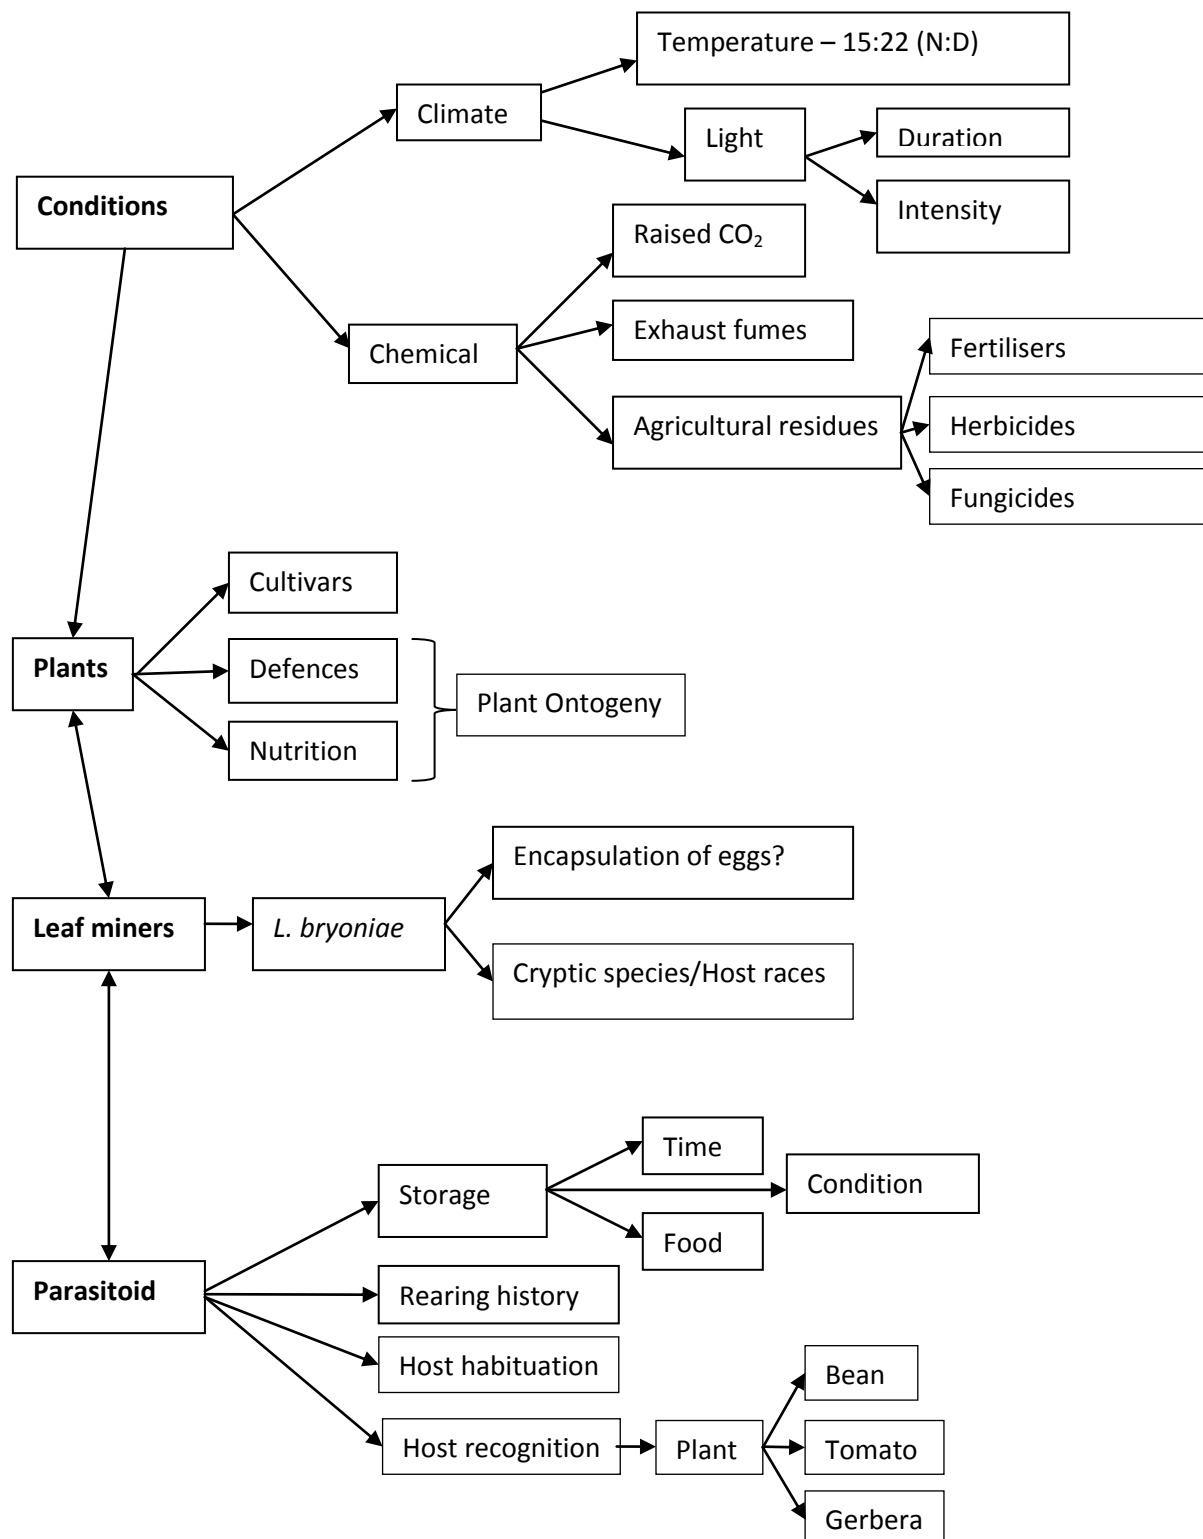 Temperature – 15:22 (N:D)
Climate
Light
Duration
Conditions
Intensity
Raised CO₂
Exhaust fumes
Chemical
Fertilisers
Agricultural residues
Herbicides
Fungicides
Cultivars
Plants
Defences
Plant Ontogeny
Nutrition
Encapsulation of eggs?
Leaf miners
L. bryoniae
Cryptic species/Host races
Time
Storage
Condition
Food
Parasitoid
Rearing history
Host habituation
Bean
Host recognition
Plant
Tomato
Gerbera